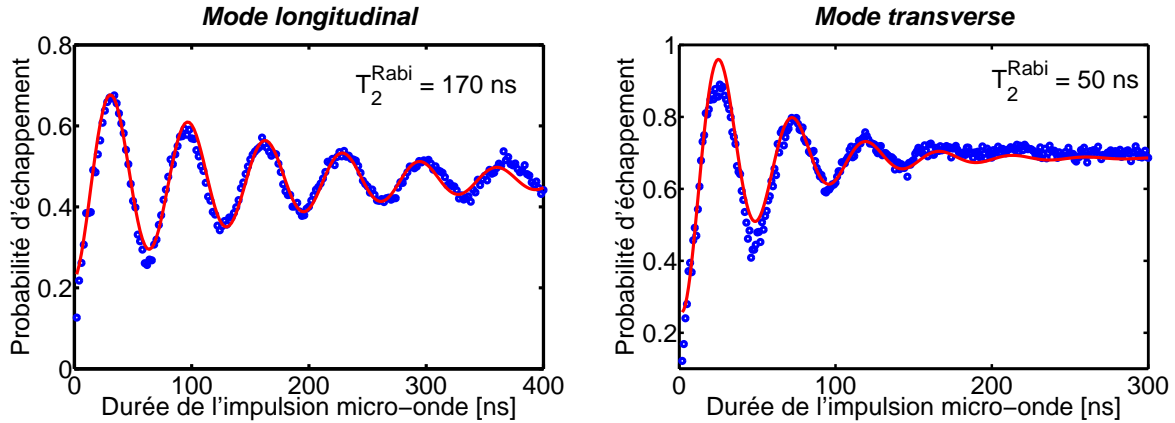 Mode longitudinal
Probabilité d'échappement
0.8
0.6
0.4
0.2
0
T2Rabi = 170 ns
0 100 200 300 400
Durée de l'impulsion micro-onde [ns]
Mode transverse
Probabilité d'échappement
1
0.8
0.6
0.4
0.2
T2Rabi = 50 ns
0 100 200 300
Durée de l'impulsion micro-onde [ns]